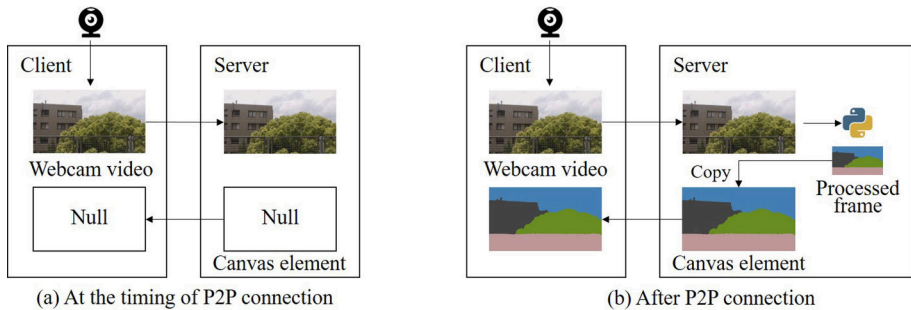 Client
Server
Webcam video
Null
Null
Canvas element
(a) At the timing of P2P connection
Client
Server
Webcam video
Copy
Processed
frame
Canvas element
(b) After P2P connection